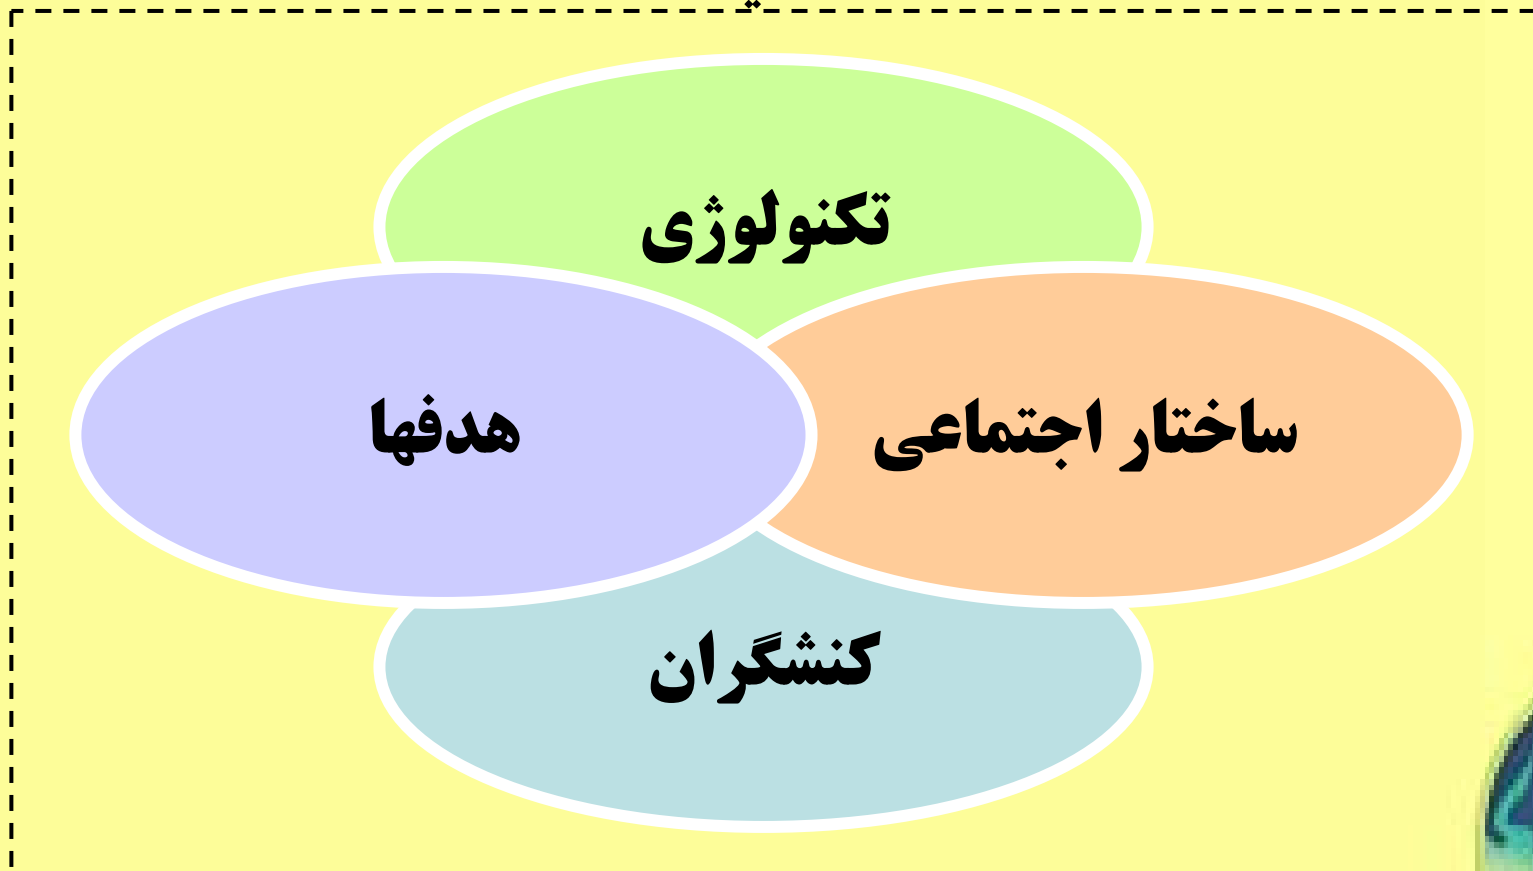 تکنولوژی
ساختار اجتماعی
هدفها
کنشگران